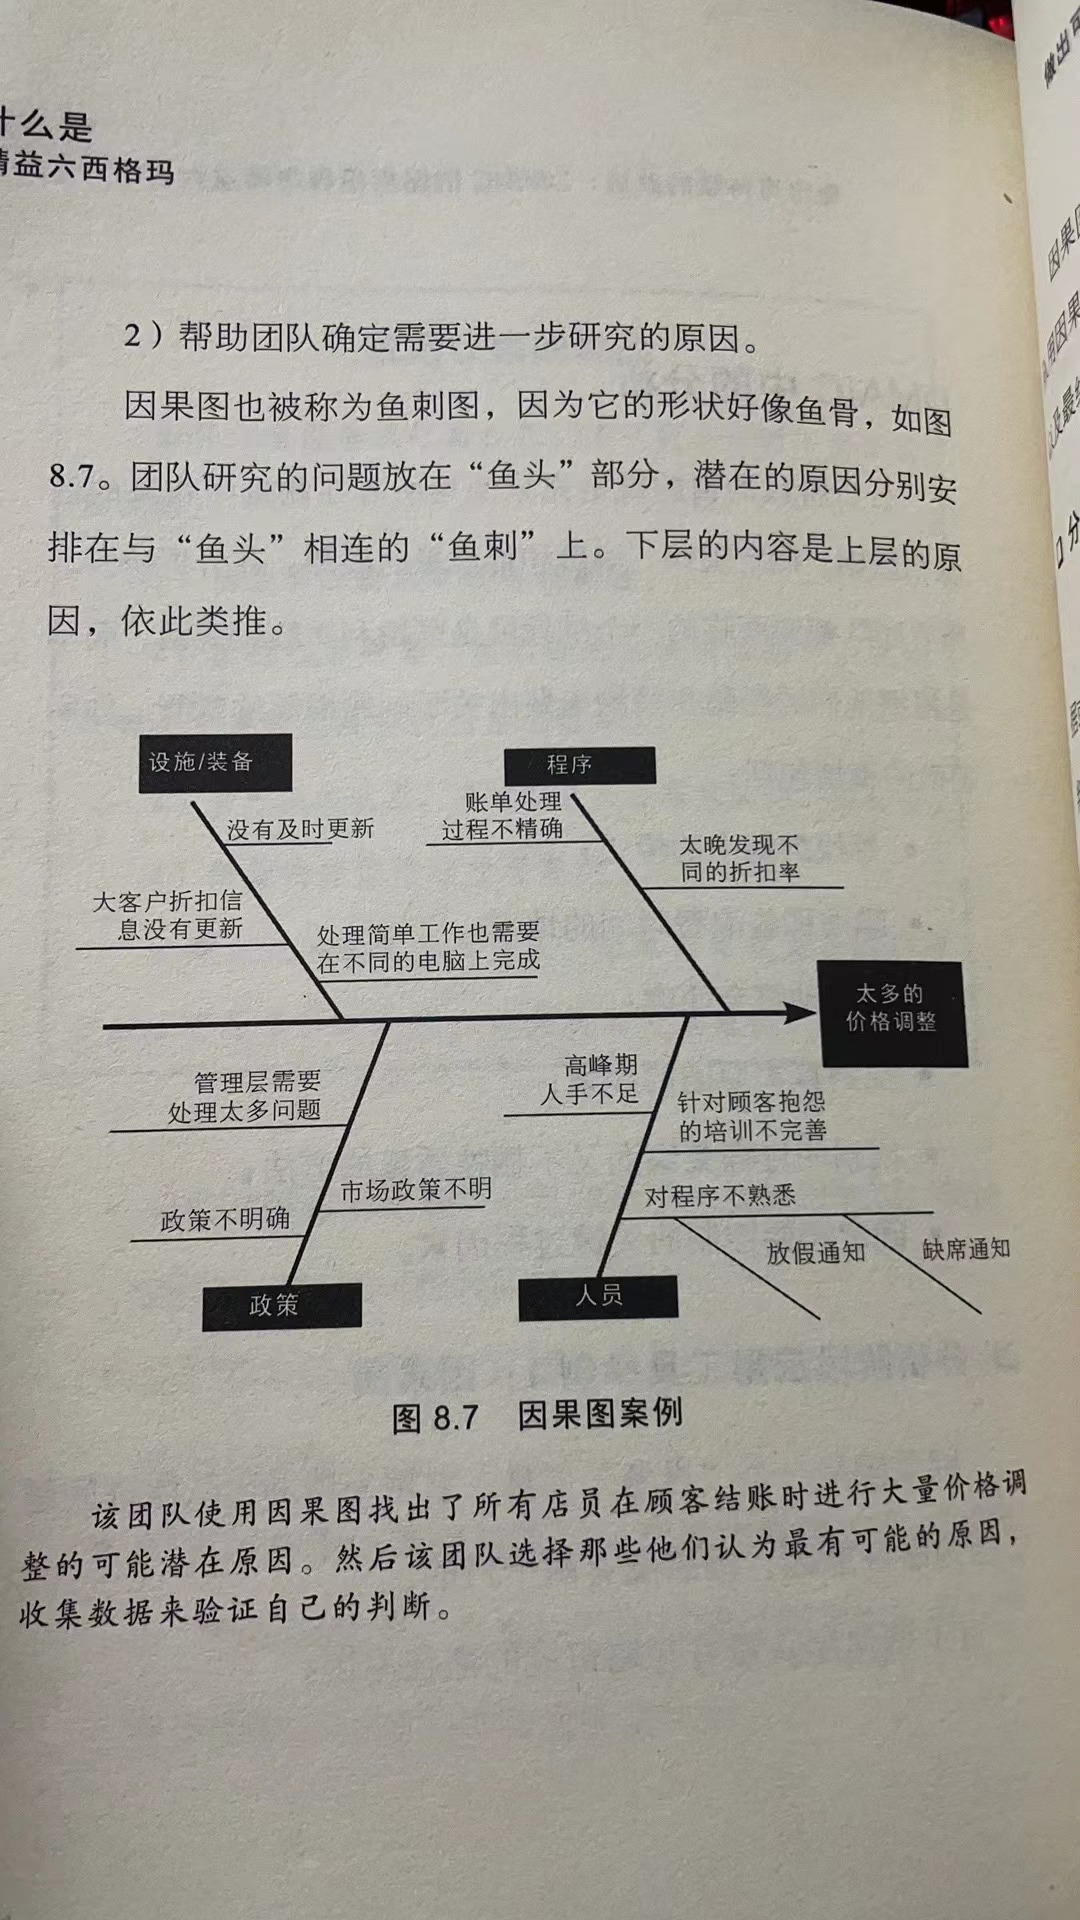 什么是
精益六西格玛
2）帮助团队确定需要进一步研究的原因。
因果图也被称为鱼刺图，因为它的形状好像鱼骨，如图
8.7。团队研究的问题放在“鱼头”部分，潜在的原因分别安
排在与“鱼头”相连的“鱼刺”上。下层的内容是上层的原
因，依此类推。
设施/装备
程序
没有及时更新
账单处理
过程不精确
太晚发现不
同的折扣率
大客户折扣信
息没有更新
处理简单工作也需要
在不同的电脑上完成
太多的
价格调整
管理层需要
处理太多问题
高峰期
人手不足
针对顾客抱怨
的培训不完善
市场政策不明
政策不明确
对程序不熟悉
放假通知
缺席通知
政策
人员
图 8.7 因果图案例
该团队使用因果图找出了所有店员在顾客结账时进行大量价格调
整的可能潜在原因。然后该团队选择那些他们认为最有可能的原因，
收集数据来验证自己的判断。
做出
因果
用因果
及最
分